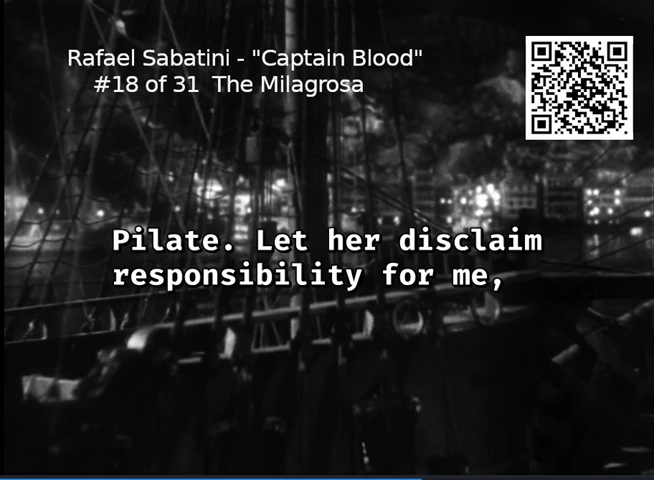 Rafael Sabatini - "Captain Blood"
#18 of 31  The Milagrosa
Pilate. Let her disclaim
responsibility for me,